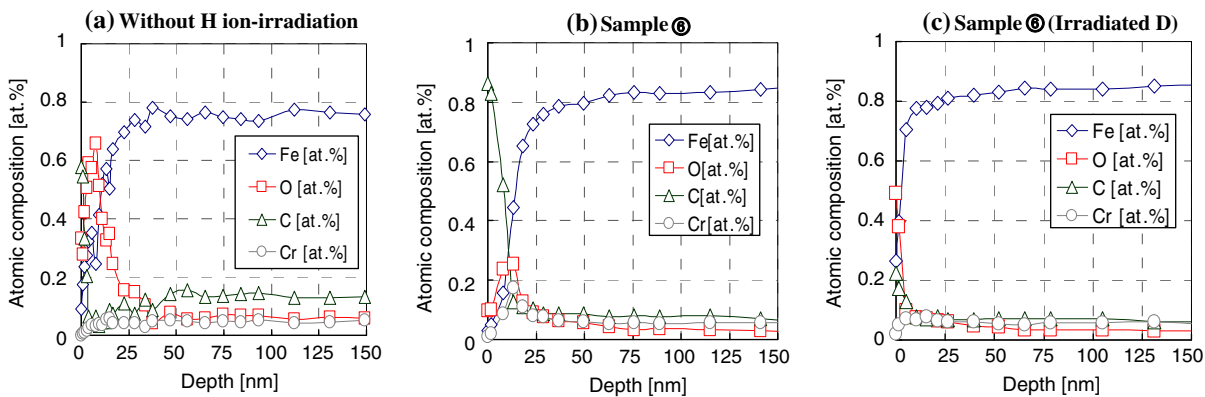 (a) Without H ion-irradiation
Atomic composition [at.%]
1
0.8
0.6
0.4
0.2
0
0 25 50 75 100 125 150
Depth [nm]
Fe [at.%]
O [at.%]
C [at.%]
Cr [at.%]
(b) Sample ⑥
Atomic composition [at.%]
1
0.8
0.6
0.4
0.2
0
0 25 50 75 100 125 150
Depth [nm]
Fe[at.%]
O[at.%]
C[at.%]
Cr[at.%]
(c) Sample ⑥ (Irradiated D)
Atomic composition [at.%]
1
0.8
0.6
0.4
0.2
0
0 25 50 75 100 125 150
Depth [nm]
Fe [at.%]
O [at.%]
C [at.%]
Cr [at.%]